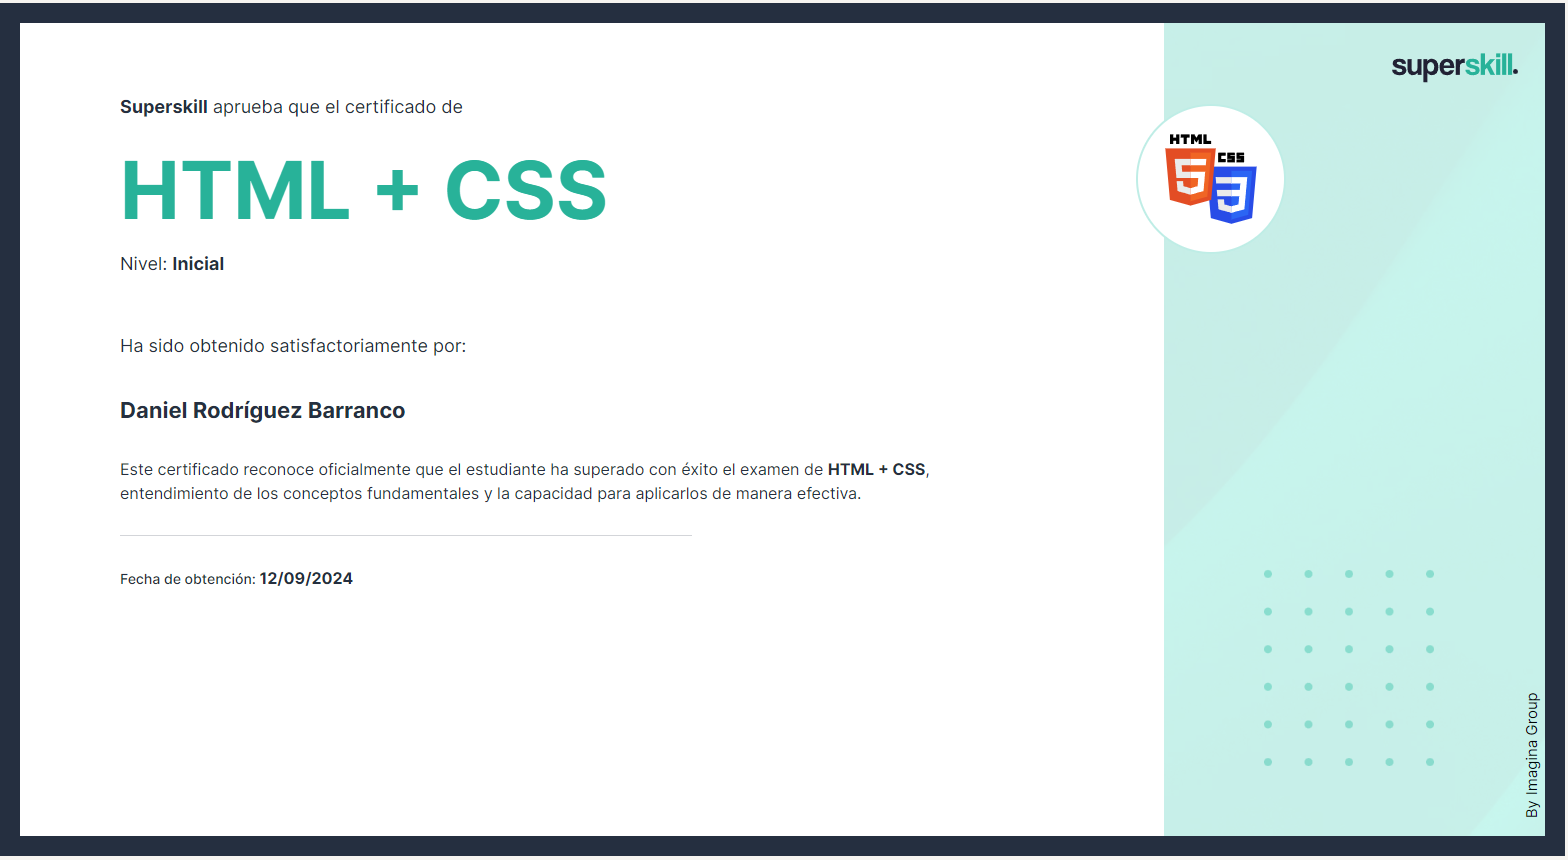 superskill.
Superskill aprueba que el certificado de
HTML + CSS
Nivel: Inicial
HTML
5
CSS
3
Ha sido obtenido satisfactoriamente por:
Daniel Rodríguez Barranco
Este certificado reconoce oficialmente que el estudiante ha superado con éxito el examen de HTML + CSS,
entendimiento de los conceptos fundamentales y la capacidad para aplicarlos de manera efectiva.
Fecha de obtención: 12/09/2024
By Imagina Group